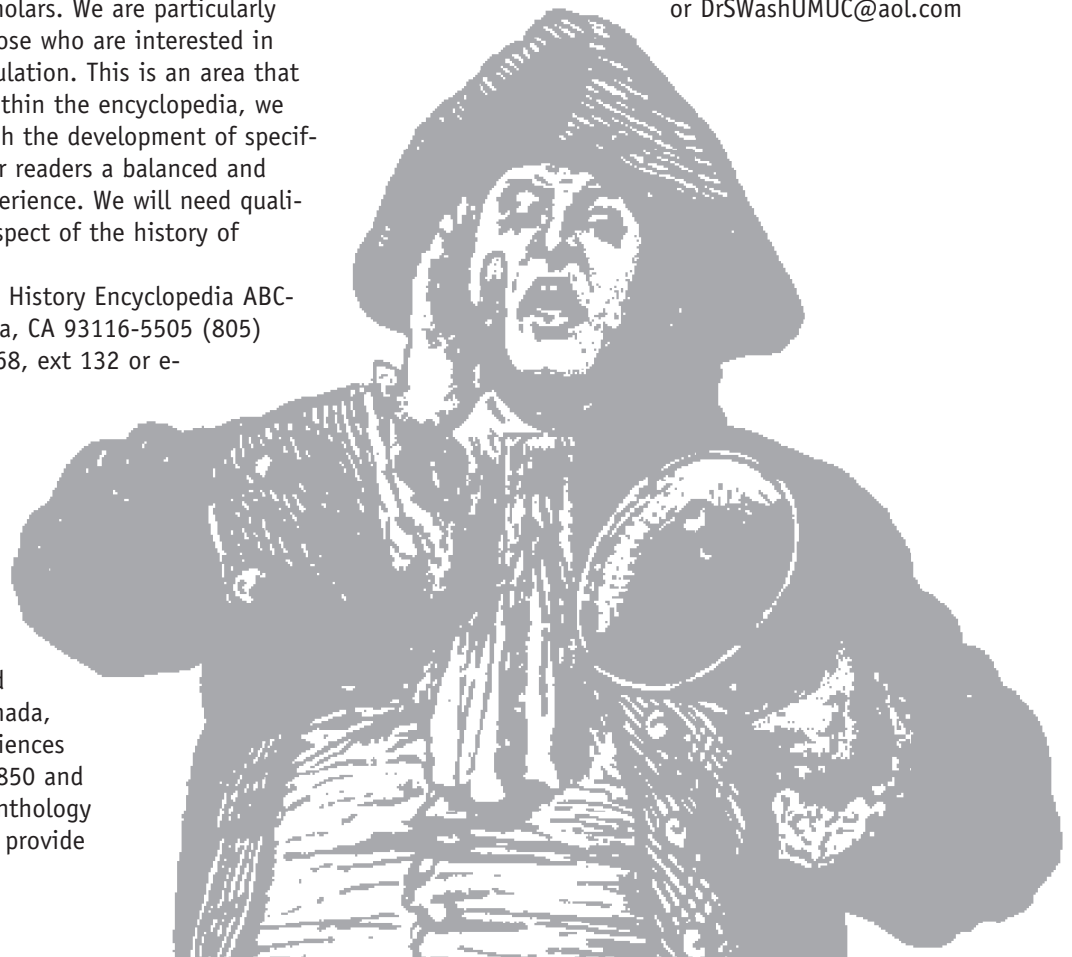 holars. We are particularly
ose who are interested in
ulation. This is an area that
thin the encyclopedia, we
h the development of specif-
r readers a balanced and
erience. We will need quali-
spect of the history of
History Encyclopedia ABC-
a, CA 93116-5505 (805)
68, ext 132 or e-
d
nada,
iences
850 and
nthology
provide
or DrSWashUMUC@aol.com